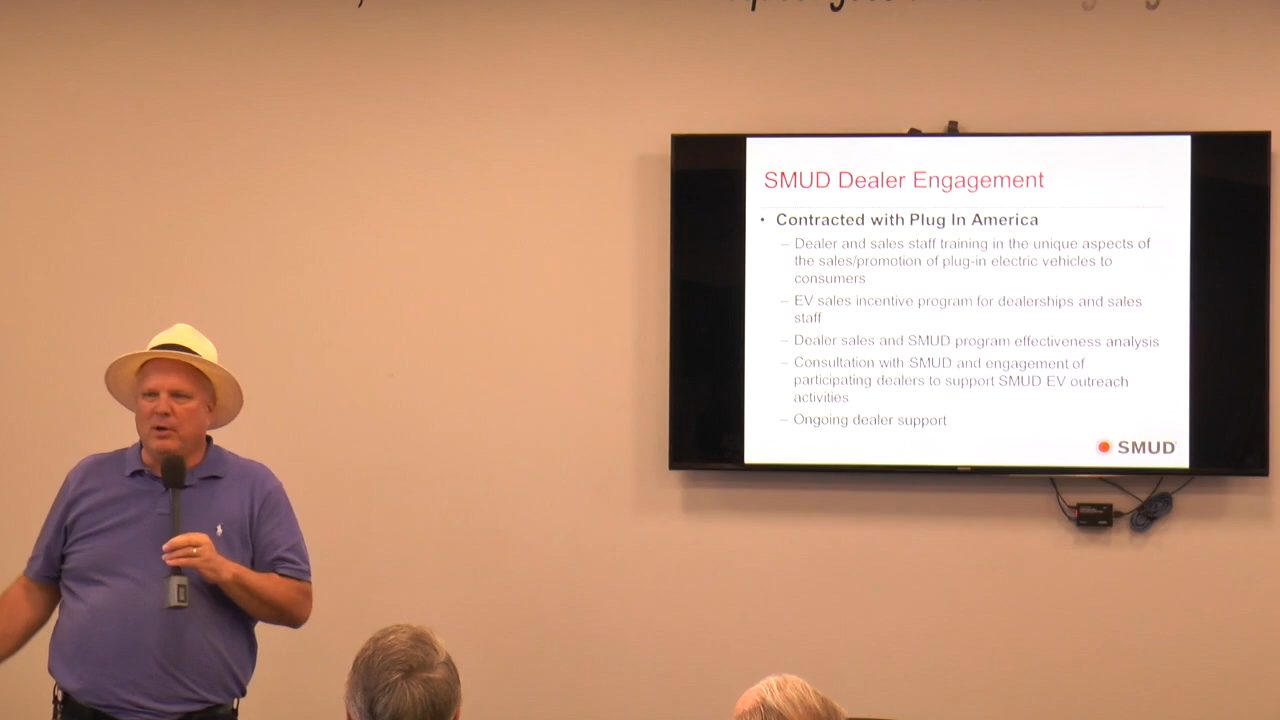 SMUD Dealer Engagement
• Contracted with Plug In America
– Dealer and sales staff training in the unique aspects of
the sales/promotion of plug-in electric vehicles to
consumers
– EV sales incentive program for dealerships and sales
staff
– Dealer sales and SMUD program effectiveness analysis
– Consultation with SMUD and engagement of
participating dealers to support SMUD EV outreach
activities
– Ongoing dealer support
SMUD